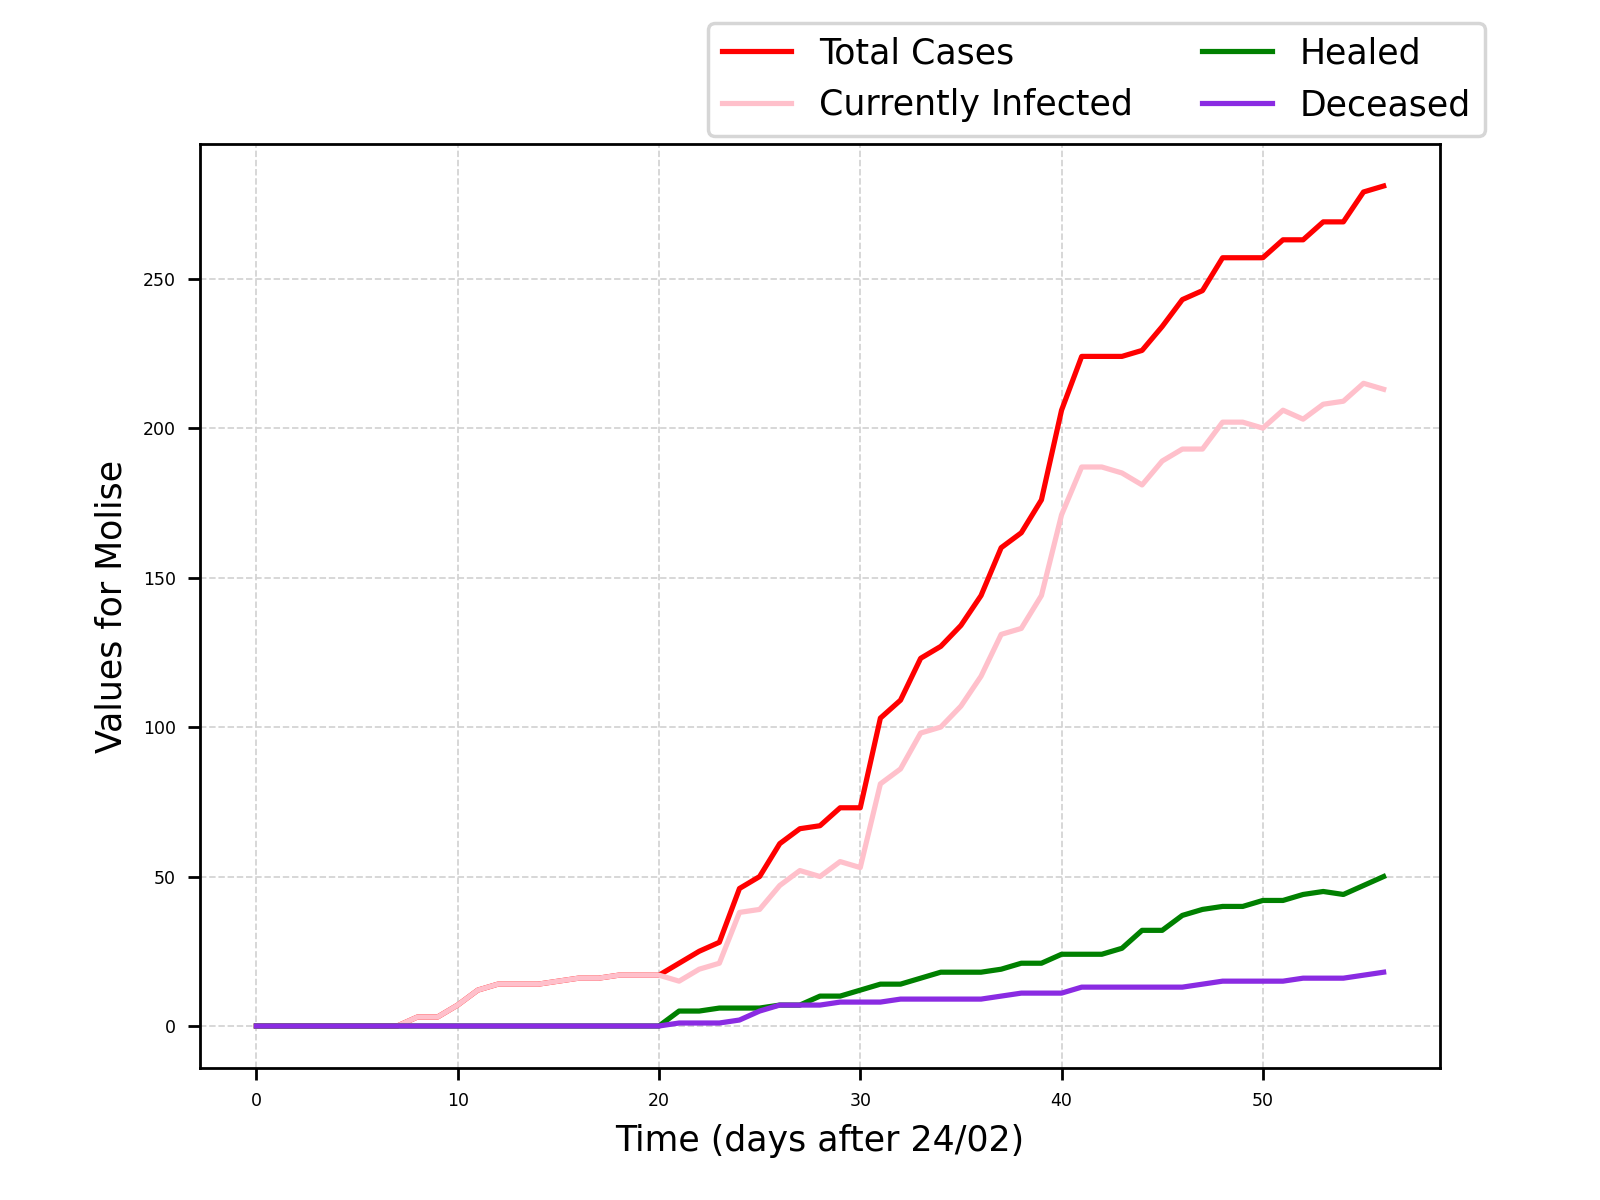 Total Cases
Currently Infected
Healed
Deceased
Values for Molise
250
200
150
100
50
0
0 10 20 30 40 50
Time (days after 24/02)